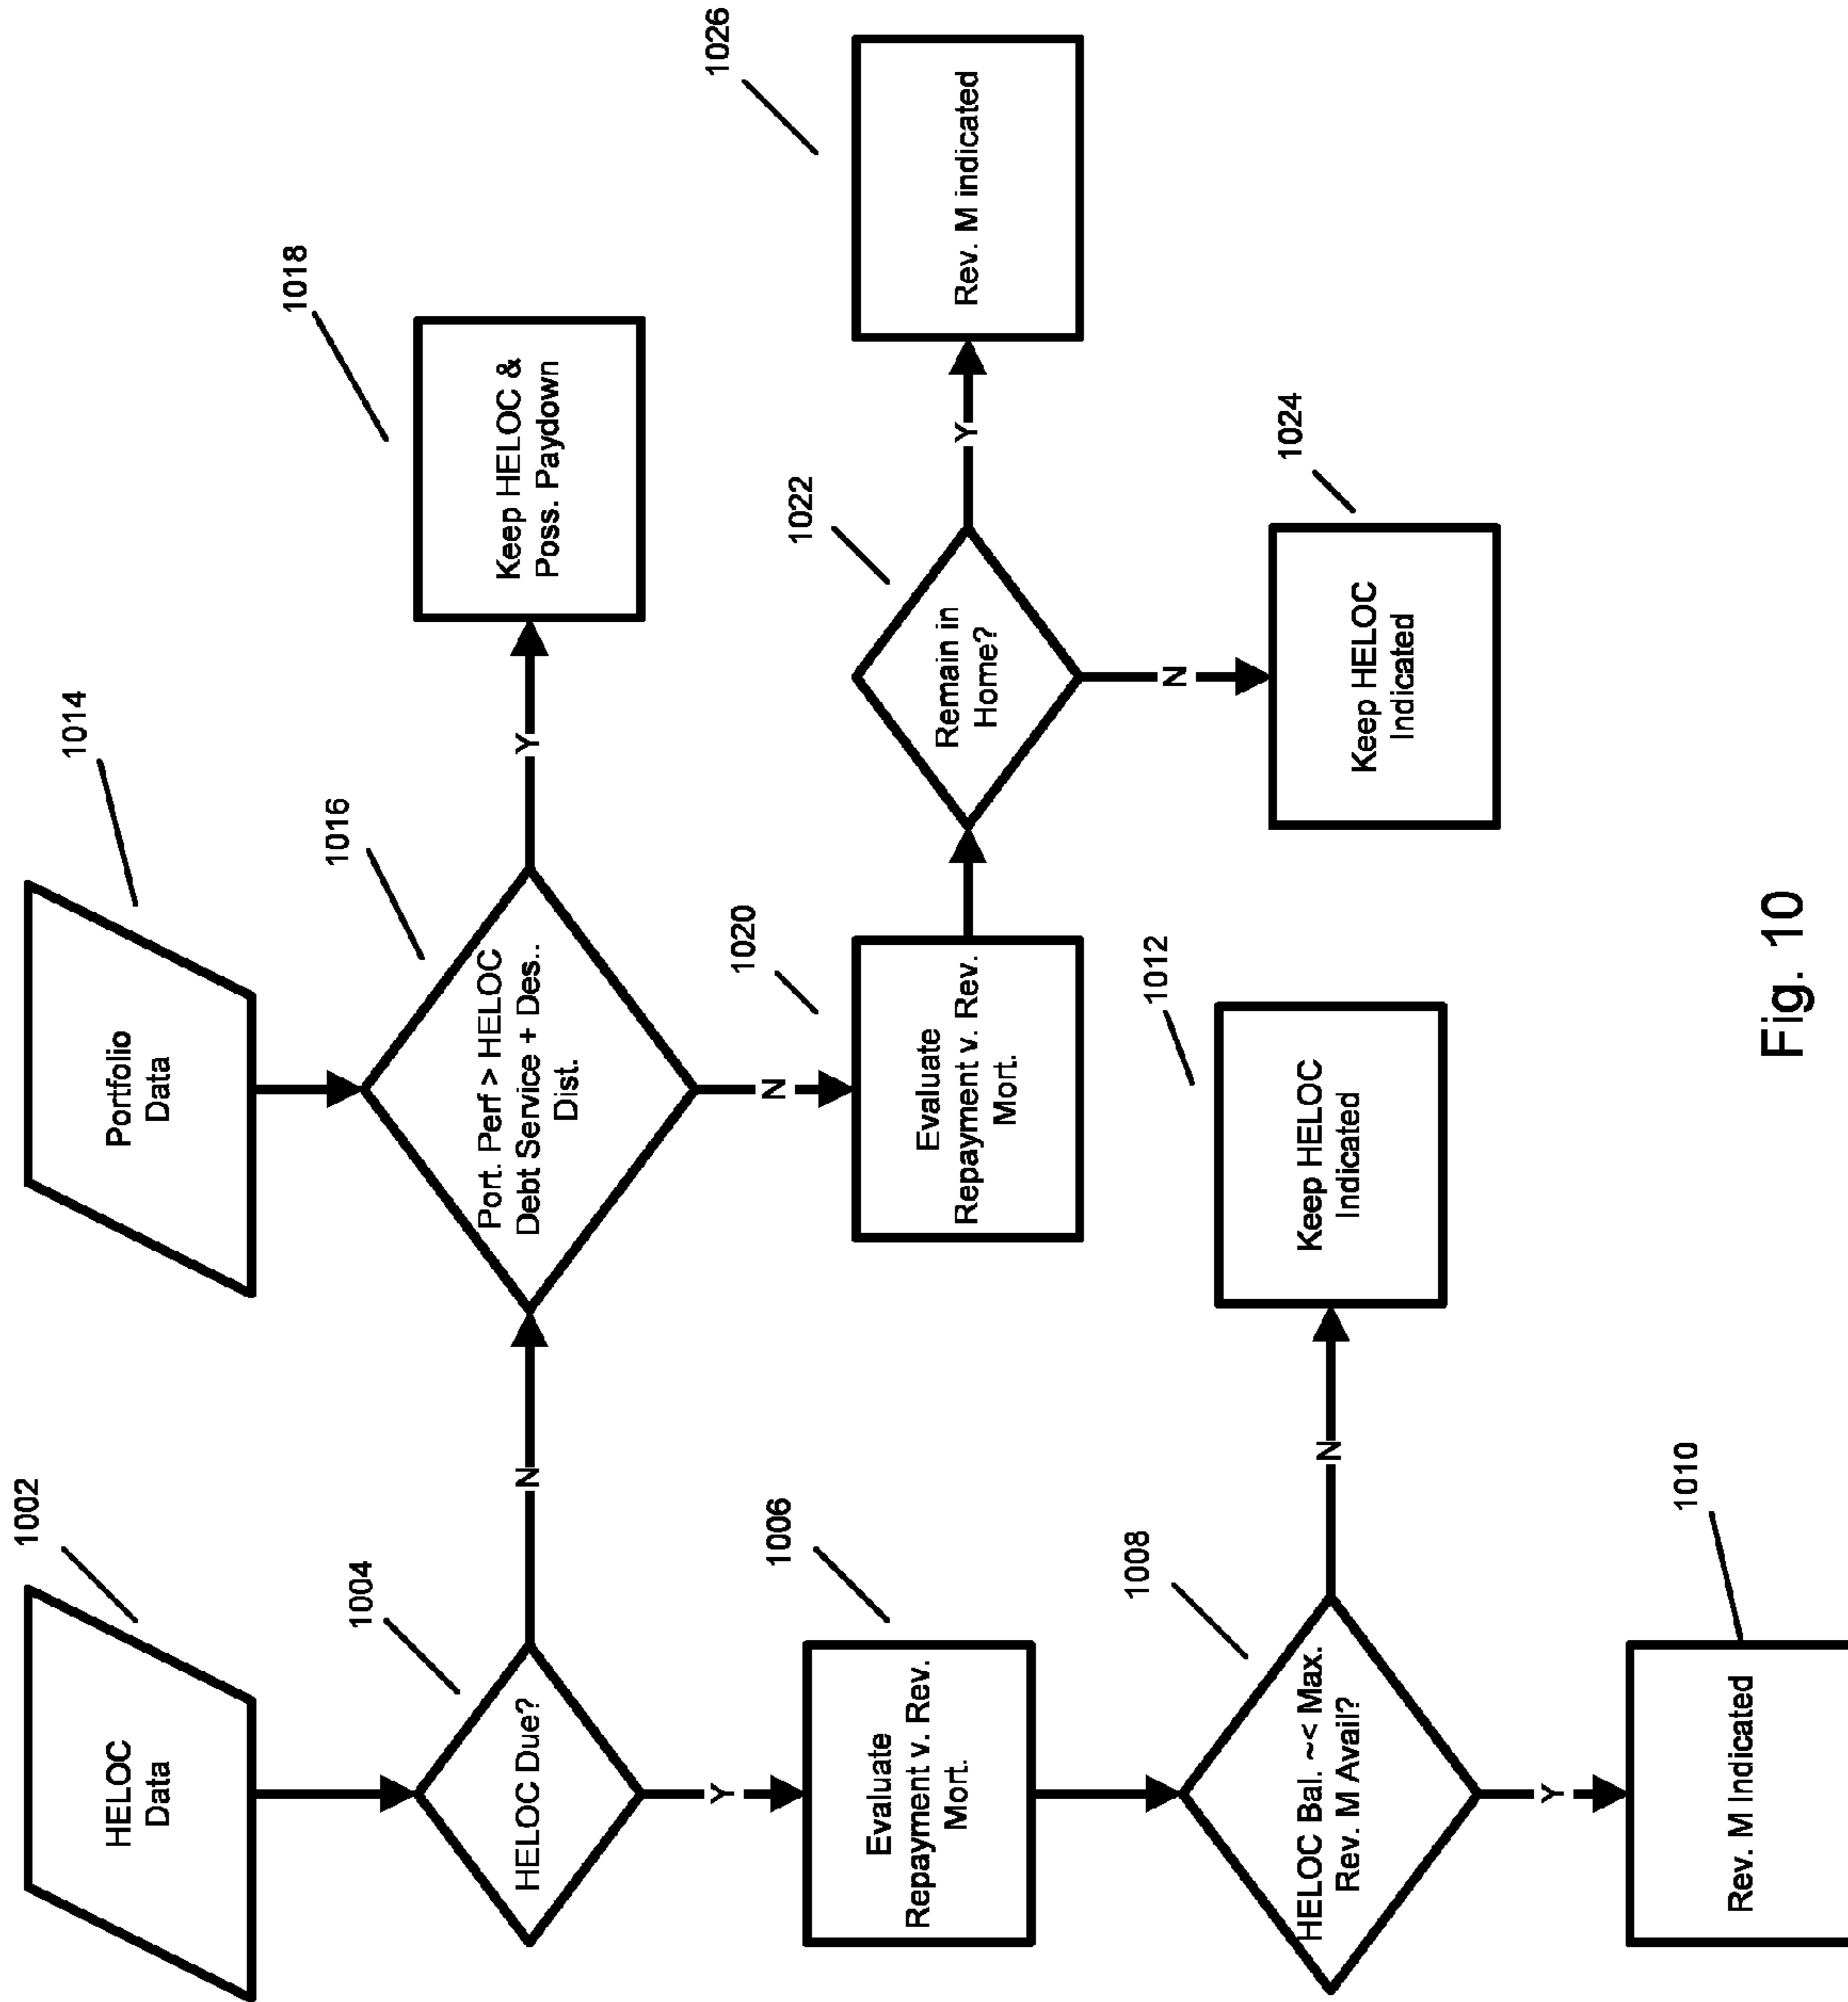 1002
HELOC
Data
1004
HELOC Due?
Y
N
1006
Evaluate
Repayment v. Rev.
Mort.
1008
HELOC Bal. ~< Max.
Rev. M Avail?
Y
N
1010
Rev. M Indicated
1012
Keep HELOC
Indicated
1014
Portfolio
Data
1016
Port. Perf > HELOC
Debt Service + Des..
Dist.
Y
N
1018
Keep HELOC &
Poss. Paydown
1020
Evaluate
Repayment v. Rev.
Mort.
1022
Remain in
Home?
Y
N
1024
Keep HELOC
Indicated
1026
Rev. M indicated
Fig. 10